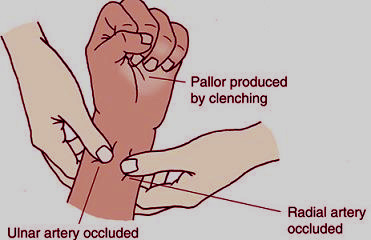 Pallor produced
by clenching
Radial artery
occluded
Ulnar artery occluded